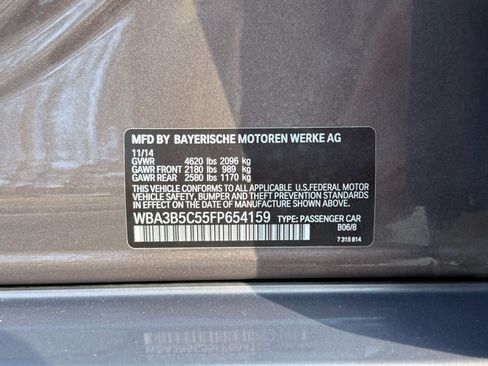 MFD BY BAYERISCHE MOTOREN WERKE AG
11/14
GVWR 4620 lbs 2096 kg
GAWR FRONT 2180 lbs 989 kg
GAWR REAR 2580 lbs 1170 kg
THIS VEHICLE CONFORMS TO ALL APPLICABLE U.S.FEDERAL MOTOR
VEHICLE SAFETY, BUMPER AND THEFT PREVENTION STANDARDS
IN EFFECT ON THE DATE OF MANUFACTURE SHOWN ABOVE
WBA3B5C55FP654159 TYPE: PASSENGER CAR
B06/8
7 315 814